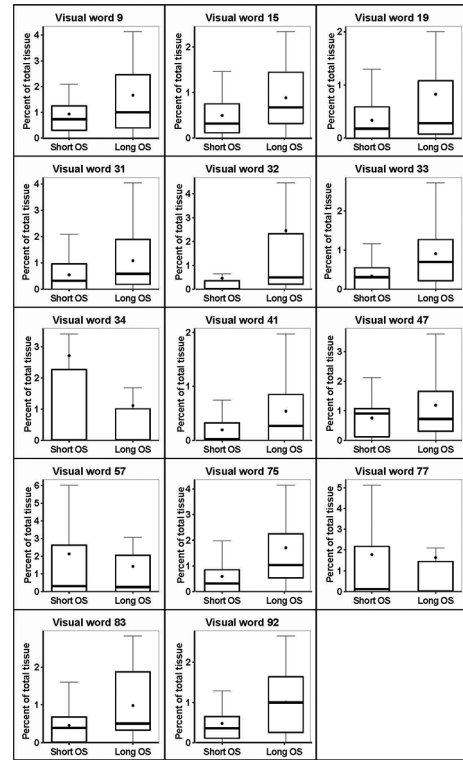 Visual word 9
Percent of total tissue
4
3
2
1
0
Short OS Long OS
Visual word 15
Percent of total tissue
2
1
0
Short OS Long OS
Visual word 19
Percent of total tissue
2
1
0
Short OS Long OS
Visual word 31
Percent of total tissue
4
3
2
1
0
Short OS Long OS
Visual word 32
Percent of total tissue
4
3
2
1
0
Short OS Long OS
Visual word 33
Percent of total tissue
2
1
0
Short OS Long OS
Visual word 34
Percent of total tissue
3
2
1
0
Short OS Long OS
Visual word 41
Percent of total tissue
2
1
0
Short OS Long OS
Visual word 47
Percent of total tissue
3
2
1
0
Short OS Long OS
Visual word 57
Percent of total tissue
6
5
4
3
2
1
0
Short OS Long OS
Visual word 75
Percent of total tissue
4
3
2
1
0
Short OS Long OS
Visual word 77
Percent of total tissue
5
4
3
2
1
0
Short OS Long OS
Visual word 83
Percent of total tissue
2
1
0
Short OS Long OS
Visual word 92
Percent of total tissue
2
1
0
Short OS Long OS